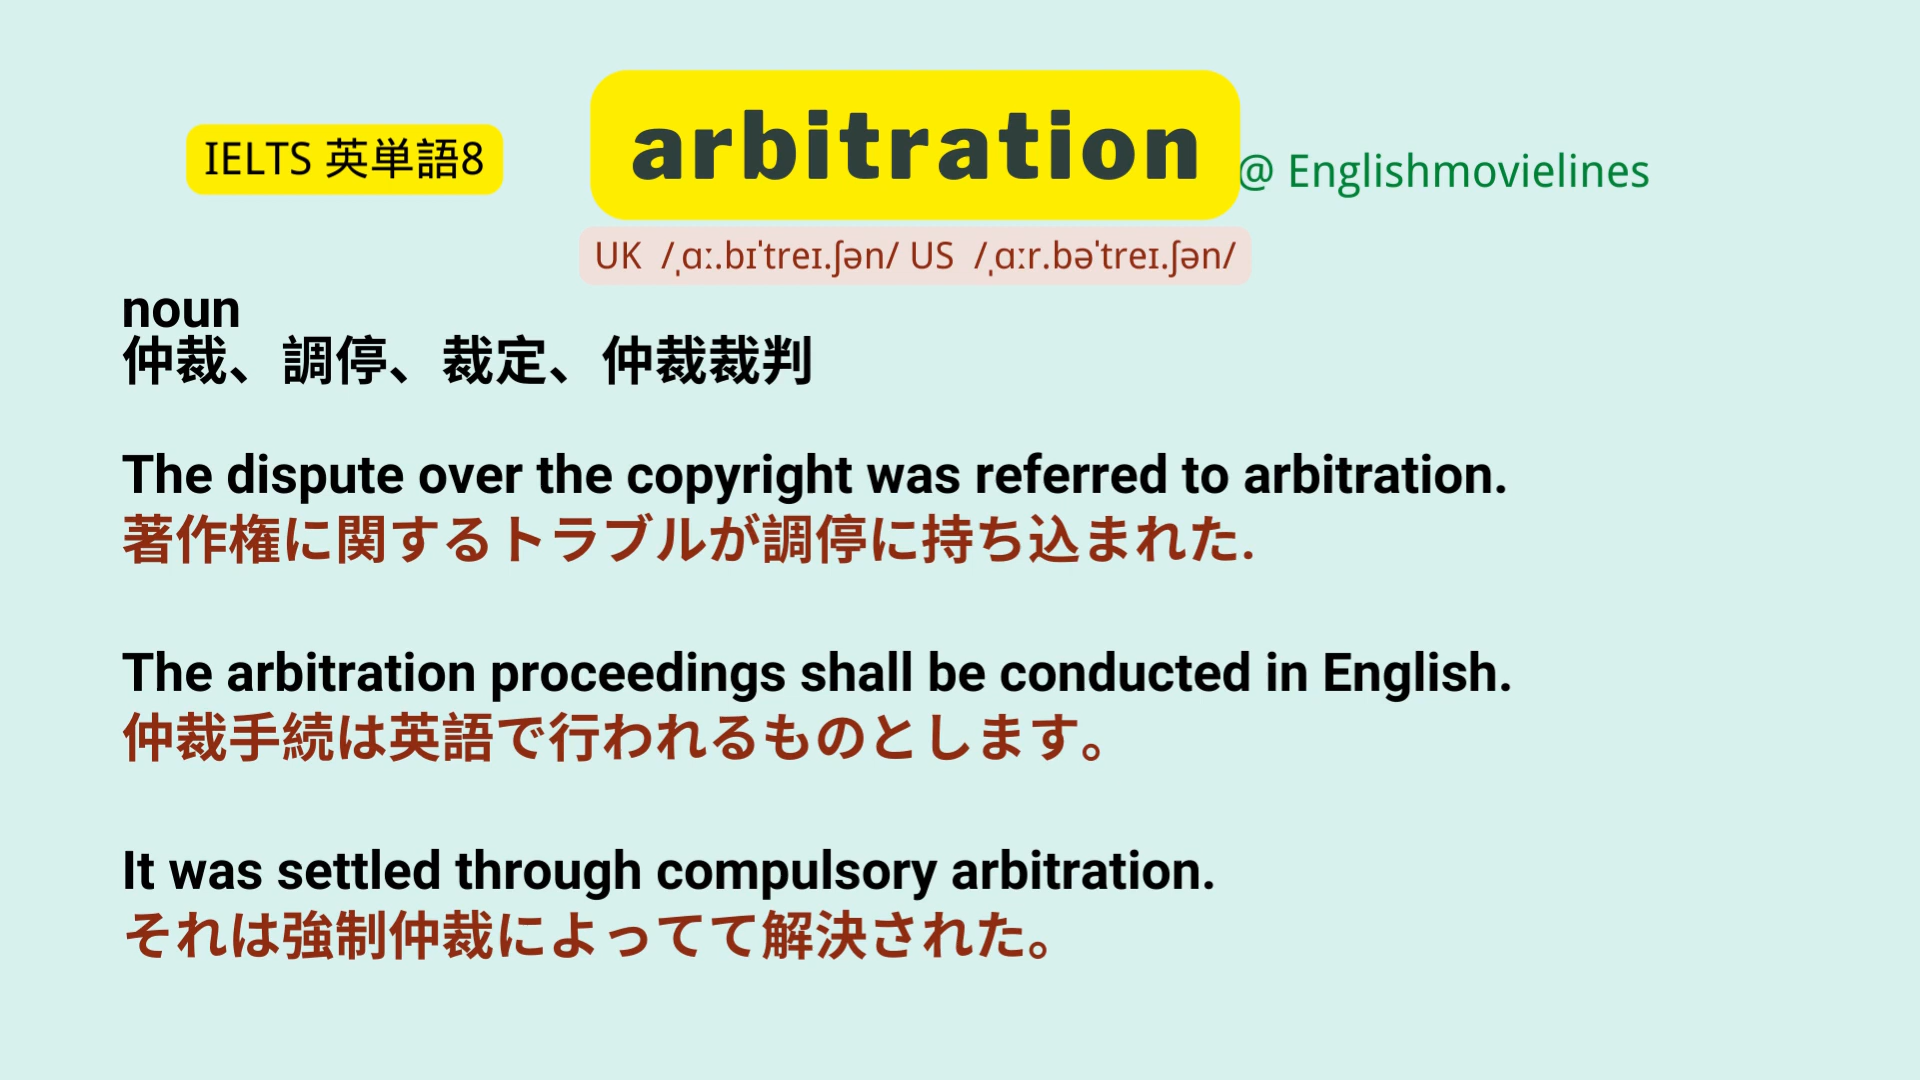 IELTS 英単語8
arbitration
@ Englishmovielines
UK /ˌɑː.bɪˈtreɪ.ʃən/ US /ˌɑːr.bəˈtreɪ.ʃən/
noun
仲裁、調停、裁定、仲裁裁判
The dispute over the copyright was referred to arbitration.
著作権に関するトラブルが調停に持ち込まれた.
The arbitration proceedings shall be conducted in English.
仲裁手続は英語で行われるものとします。
It was settled through compulsory arbitration.
それは強制仲裁によってて解決された。